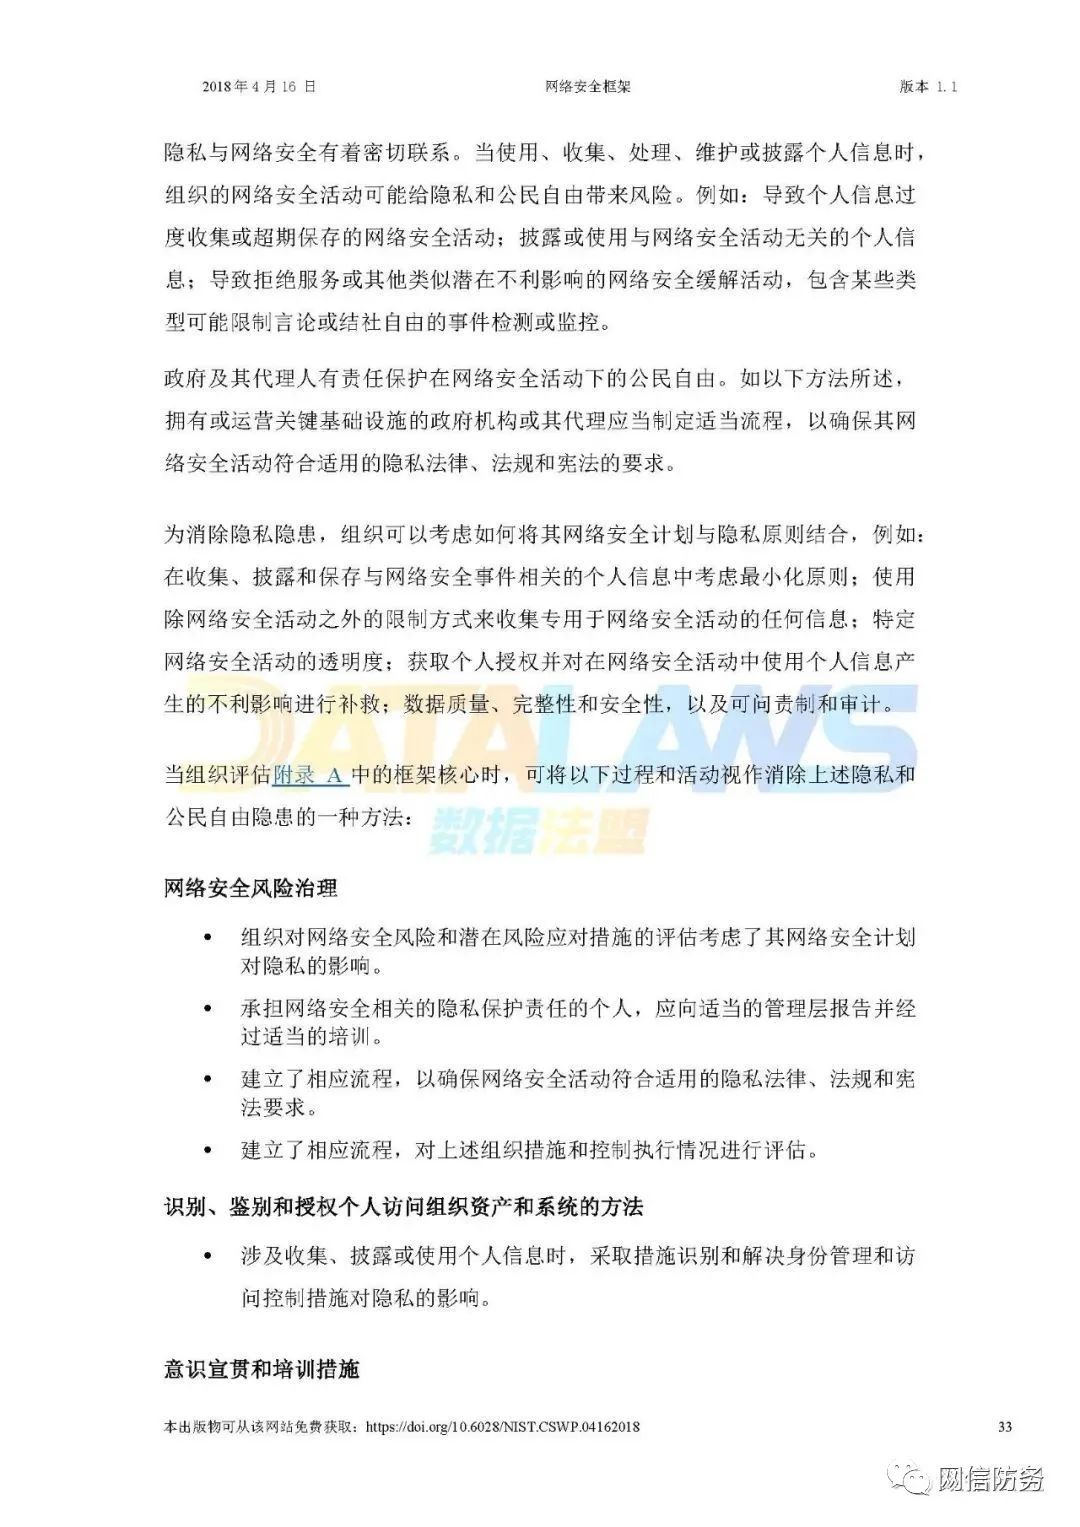 2018年4月16日 网络安全框架 版本 1.1
隐私与网络安全有着密切联系。当使用、收集、处理、维护或披露个人信息时，
组织的网络安全活动可能给隐私和公民自由带来风险。例如：导致个人信息过
度收集或超期保存的网络安全活动；披露或使用与网络安全活动无关的个人信
息；导致拒绝服务或其他类似潜在不利影响的网络安全缓解活动，包含某些类
型可能限制言论或结社自由的事件检测或监控。
政府及其代理人有责任保护在网络安全活动下的公民自由。如以下方法所述，
拥有或运营关键基础设施的政府机构或其代理应当制定适当流程，以确保其网
络安全活动符合适用的隐私法律、法规和宪法的要求。
为消除隐私隐患，组织可以考虑如何将其网络安全计划与隐私原则结合，例如：
在收集、披露和保存与网络安全事件相关的个人信息中考虑最小化原则；使用
除网络安全活动之外的限制方式来收集专用于网络安全活动的任何信息；特定
网络安全活动的透明度；获取个人授权并对在网络安全活动中使用个人信息产
生的不利影响进行补救；数据质量、完整性和安全性，以及可问责制和审计。
DATALAWS
当组织评估附录 A 中的框架核心时，可将以下过程和活动视作消除上述隐私和
公民自由隐患的一种方法：
数据法盟
网络安全风险治理
• 组织对网络安全风险和潜在风险应对措施的评估考虑了其网络安全计划
对隐私的影响。
• 承担网络安全相关的隐私保护责任的个人，应向适当的管理层报告并经
过适当的培训。
• 建立了相应流程，以确保网络安全活动符合适用的隐私法律、法规和宪
法要求。
• 建立了相应流程，对上述组织措施和控制执行情况进行评估。
识别、鉴别和授权个人访问组织资产和系统的方法
• 涉及收集、披露或使用个人信息时，采取措施识别和解决身份管理和访
问控制措施对隐私的影响。
意识宣贯和培训措施
本出版物可从该网站免费获取：https://doi.org/10.6028/NIST.CSWP.04162018 33
网信防务